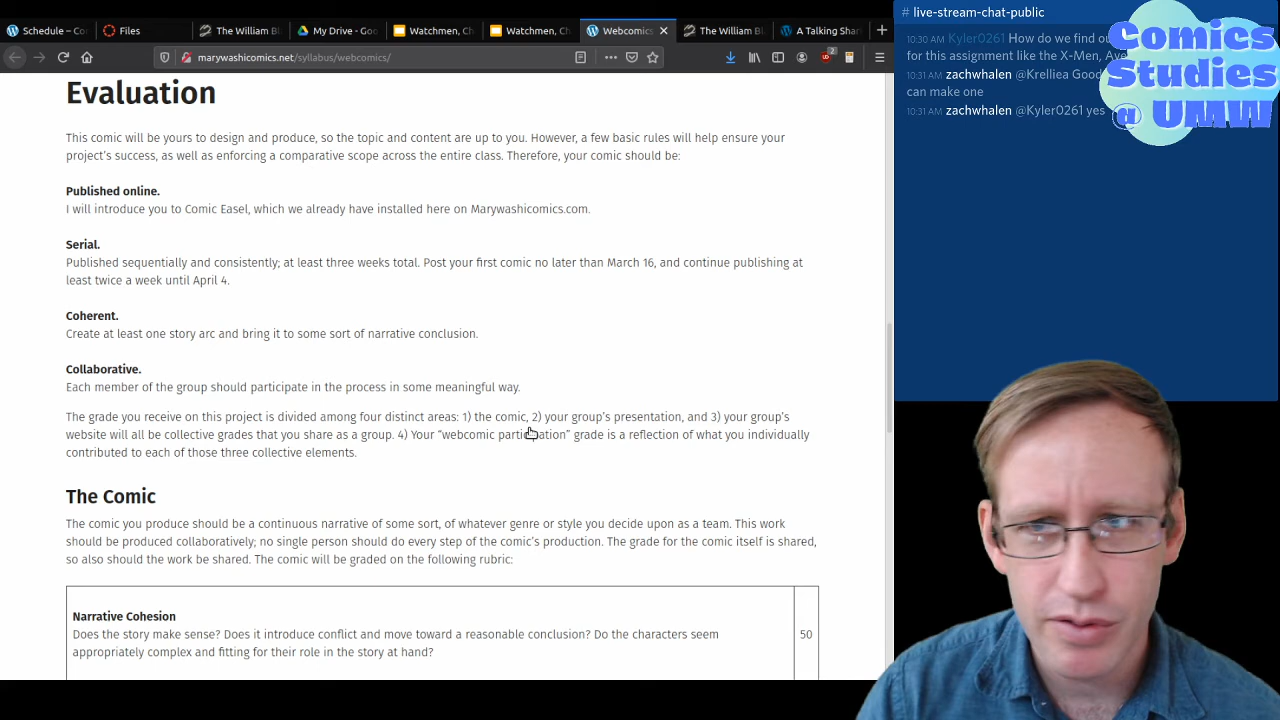 Schedule – Co
Files
The William Bl
My Drive - Goo
Watchmen, Ch
Watchmen, Ch
Webcomics
The William Bl
A Talking Shar
marywashicomics.net/syllabus/webcomics/
2
Evaluation
This comic will be yours to design and produce, so the topic and content are up to you. However, a few basic rules will help ensure your
project's success, as well as enforcing a comparative scope across the entire class. Therefore, your comic should be:
Published online.
I will introduce you to Comic Easel, which we already have installed here on Marywashicomics.com.
Serial.
Published sequentially and consistently; at least three weeks total. Post your first comic no later than March 16, and continue publishing at
least twice a week until April 4.
Coherent.
Create at least one story arc and bring it to some sort of narrative conclusion.
Collaborative.
Each member of the group should participate in the process in some meaningful way.
The grade you receive on this project is divided among four distinct areas: 1) the comic, 2) your group's presentation, and 3) your group's
website will all be collective grades that you share as a group. 4) Your “webcomic participation” grade is a reflection of what you individually
contributed to each of those three collective elements.
The Comic
The comic you produce should be a continuous narrative of some sort, of whatever genre or style you decide upon as a team. This work
should be produced collaboratively; no single person should do every step of the comic's production. The grade for the comic itself is shared,
so also should the work be shared. The comic will be graded on the following rubric:
Narrative Cohesion
Does the story make sense? Does it introduce conflict and move toward a reasonable conclusion? Do the characters seem
appropriately complex and fitting for their role in the story at hand?
50
# live-stream-chat-public
10:30 AM Kyler0261 How do we find
for this assignment like the X-Men,
10:31 AM zachwhalen @Krelliea Good
can make one
10:31 AM zachwhalen @Kyler0261 yes
Comics
Studies
@ UMW